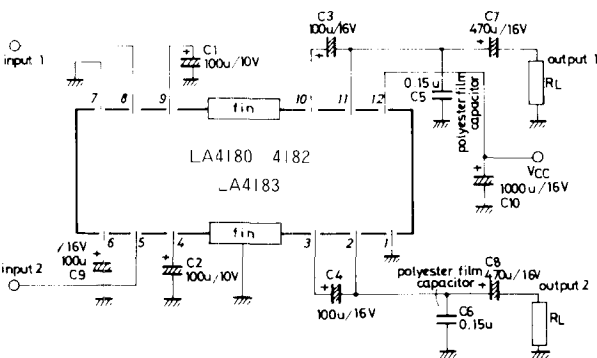 C3
100u/16V
C7
470u/16V
input 1
C1
100u/10V
output 1
0.15u
C5
polyester film
capacitor
RL
7
8
9
fin
10
11
12
LA4180 4182
LA4183
VCC
1000u/16V
C10
fin
6
5
4
3
2
1
/16V
100u
C9
input 2
C2
100u/10V
C4
100u/16V
polyester film
capacitor
C8
470u/16V
output 2
C6
0.15u
RL